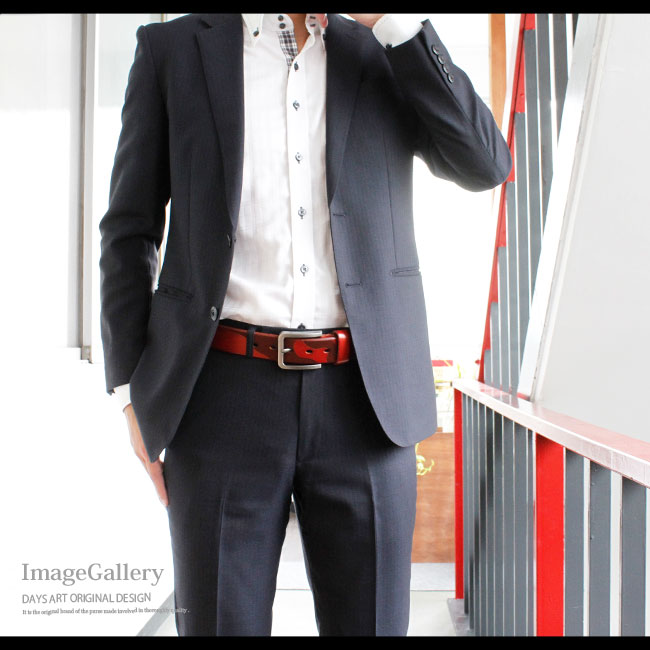 ImageGallery
DAYS ART ORIGINAL DESIGN
It is the original brand of the purse made involved in thorough quality.